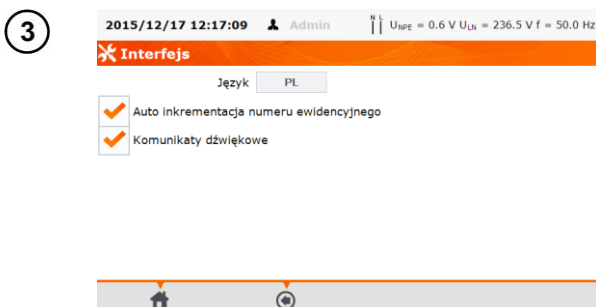 3
2015/12/17 12:17:09 Admin N L UNPE = 0.6 V ULN = 236.5 V f = 50.0 Hz
Interfejs
Język PL
Auto inkrementacja numeru ewidencyjnego
Komunikaty dźwiękowe